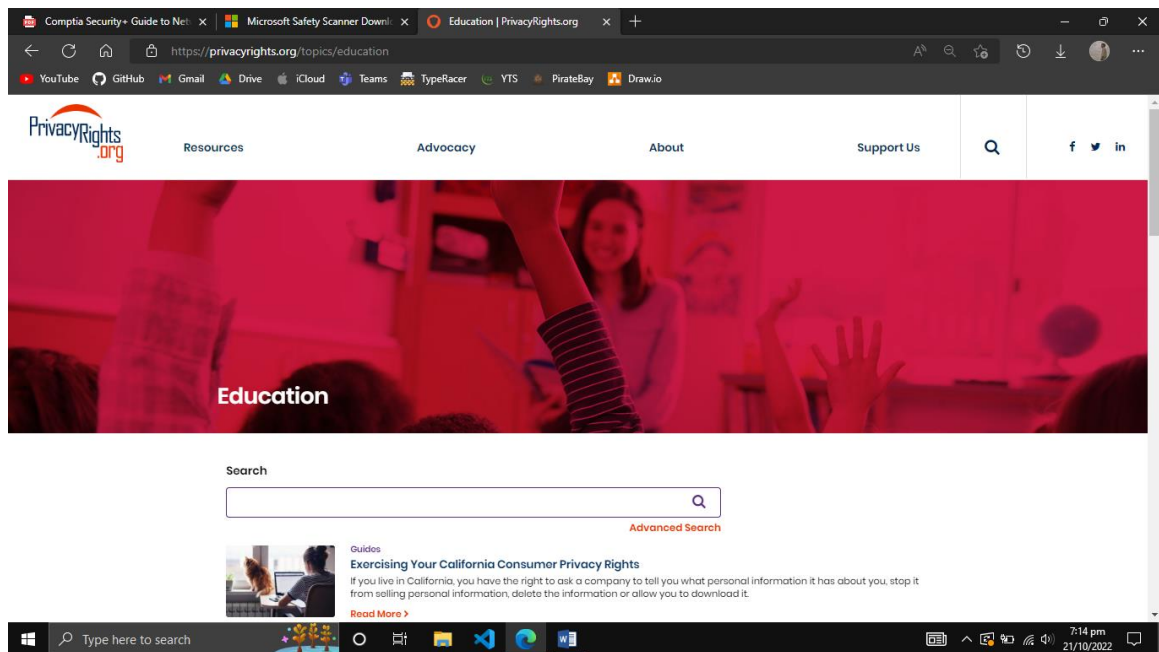 Comptia Security+ Guide to Net
Microsoft Safety Scanner Downl
Education | PrivacyRights.org
https://privacyrights.org/topics/education
YouTube GitHub Gmail Drive iCloud Teams TypeRacer YTS PirateBay Draw.io
PrivacyRights
.org
Resources Advocacy About Support Us
Education
Search
Advanced Search
Guides
Exercising Your California Consumer Privacy Rights
If you live in California, you have the right to ask a company to tell you what personal information it has about you, stop it
from selling personal information, delete the information or allow you to download it.
Read More >
Type here to search
7:14 pm
21/10/2022